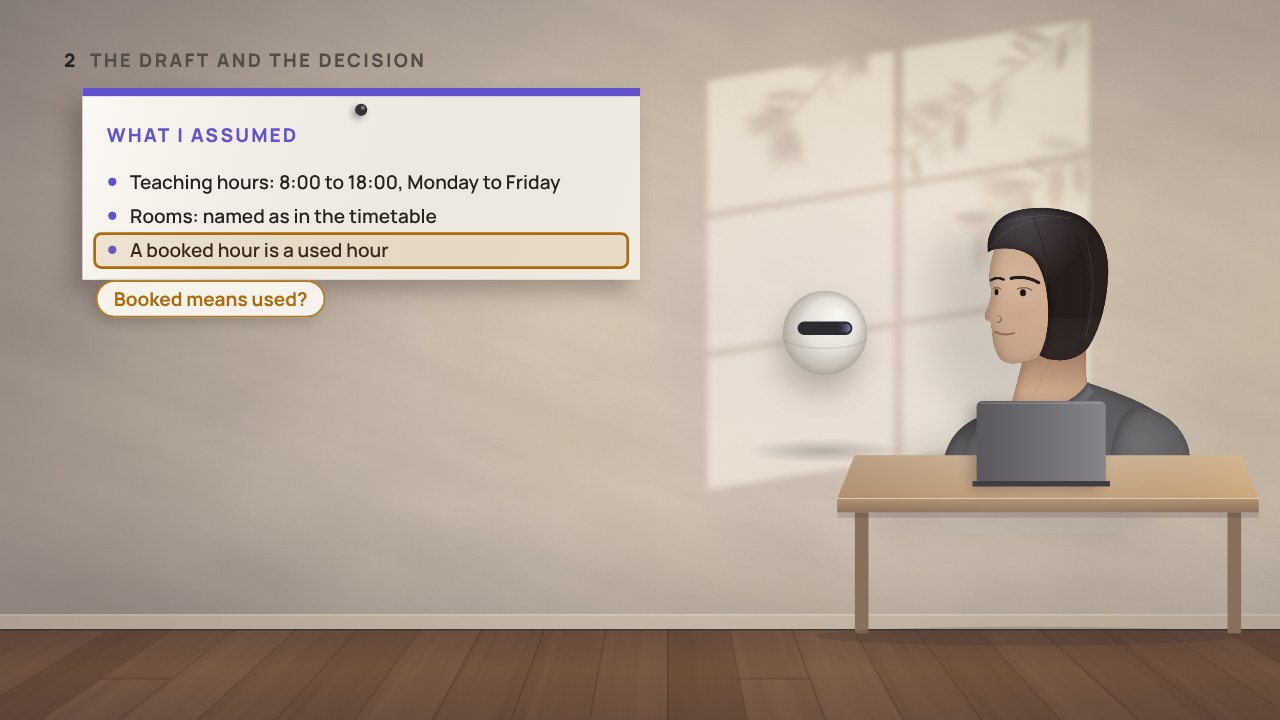 2 THE DRAFT AND THE DECISION
WHAT I ASSUMED
Teaching hours: 8:00 to 18:00, Monday to Friday
Rooms: named as in the timetable
A booked hour is a used hour
Booked means used?